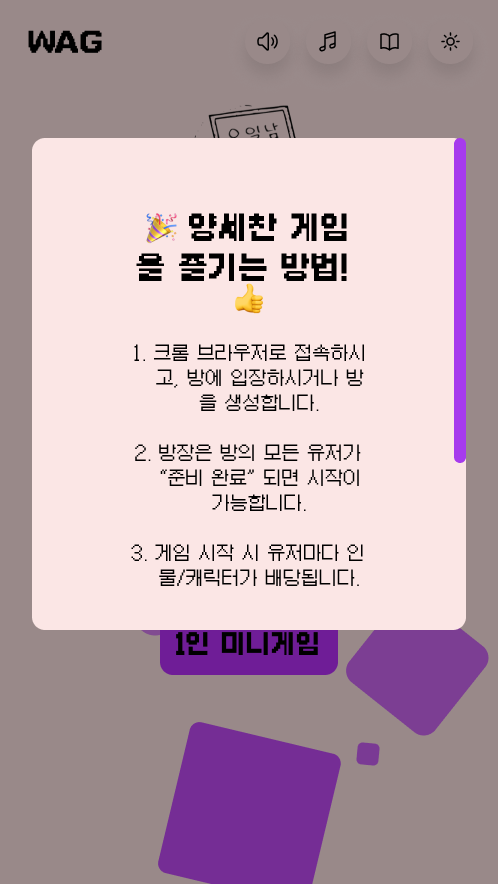 WAG
오일남
🎉 양세찬 게임
을 즐기는 방법!
👍
1. 크롬 브라우저로 접속하시
고, 방에 입장하시거나 방
을 생성합니다.
2. 방장은 방의 모든 유저가
“준비 완료” 되면 시작이
가능합니다.
3. 게임 시작 시 유저마다 인
물/캐릭터가 배당됩니다.
1인 미니게임